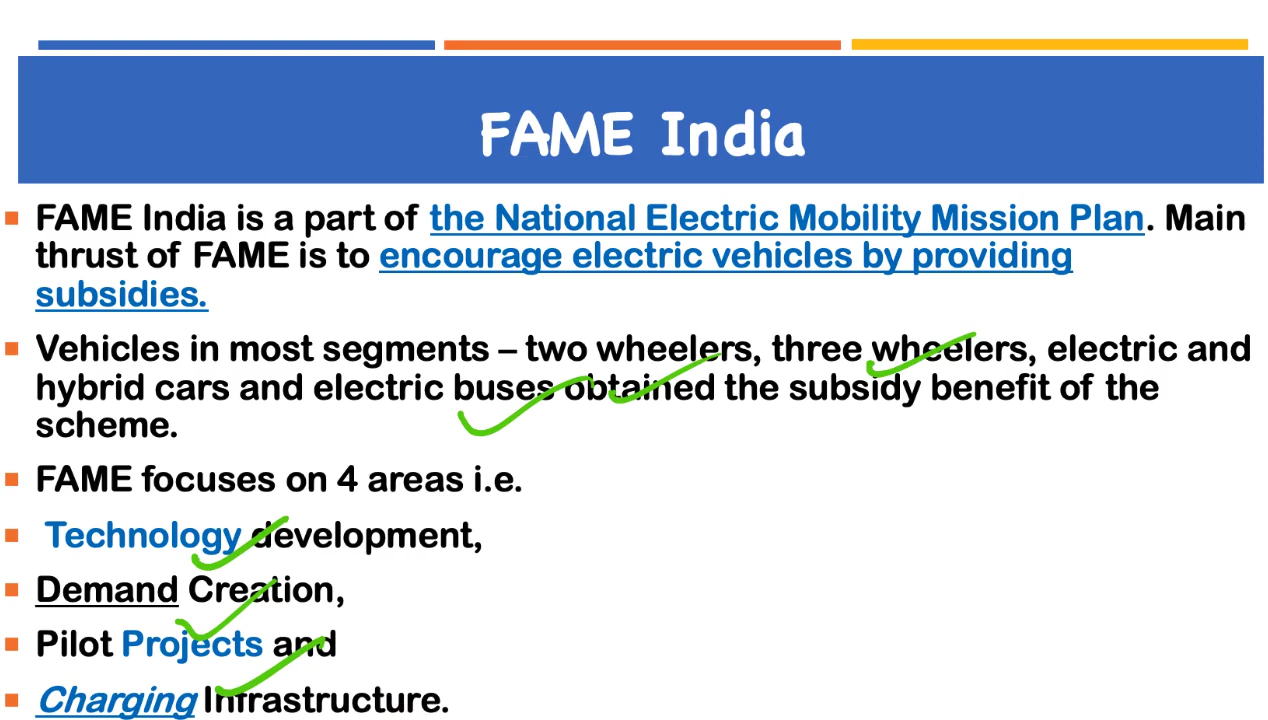 FAME India
FAME India is a part of the National Electric Mobility Mission Plan. Main
thrust of FAME is to encourage electric vehicles by providing
subsidies.
Vehicles in most segments – two wheelers, three wheelers, electric and
hybrid cars and electric buses obtained the subsidy benefit of the
scheme.
FAME focuses on 4 areas i.e.
Technology development,
Demand Creation,
Pilot Projects and
Charging Infrastructure.